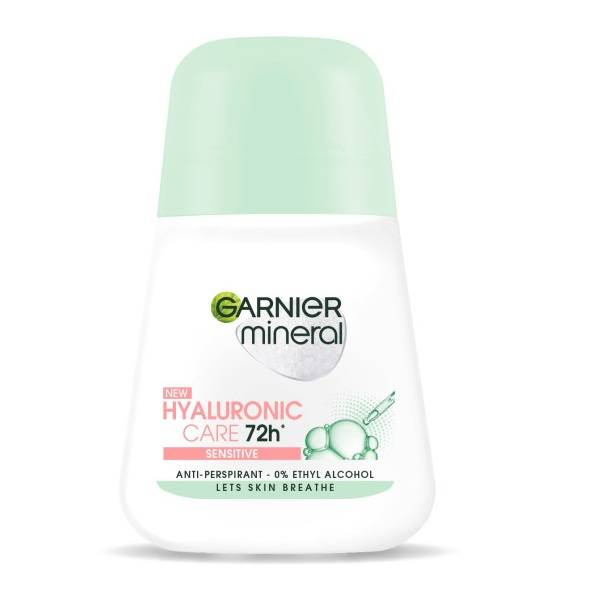 GARNIER
mineral
NEW
HYALURONIC
CARE 72h*
SENSITIVE
ANTI-PERSPIRANT - 0% ETHYL ALCOHOL
LETS SKIN BREATHE